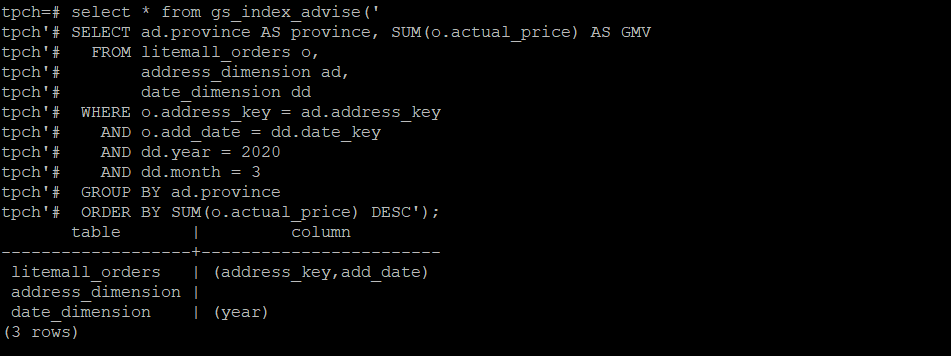 tpch=# select * from gs_index_advise('
tpch'# SELECT ad.province AS province, SUM(o.actual_price) AS GMV
tpch'#   FROM litemall_orders o,
tpch'#        address_dimension ad,
tpch'#        date_dimension dd
tpch'#  WHERE o.address_key = ad.address_key
tpch'#    AND o.add_date = dd.date_key
tpch'#    AND dd.year = 2020
tpch'#    AND dd.month = 3
tpch'#  GROUP BY ad.province
tpch'#  ORDER BY SUM(o.actual_price) DESC');
       table       |         column
-------------------+------------------------
 litemall_orders   | (address_key,add_date)
 address_dimension |
 date_dimension    | (year)
(3 rows)